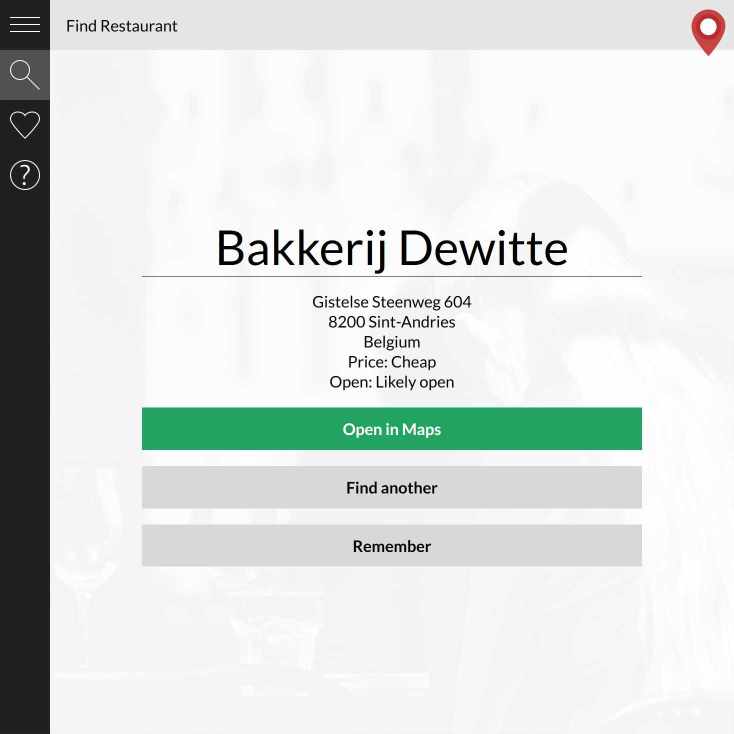 Find Restaurant
?
Bakkerij Dewitte
Gistelse Steenweg 604
8200 Sint-Andries
Belgium
Price: Cheap
Open: Likely open
Open in Maps
Find another
Remember